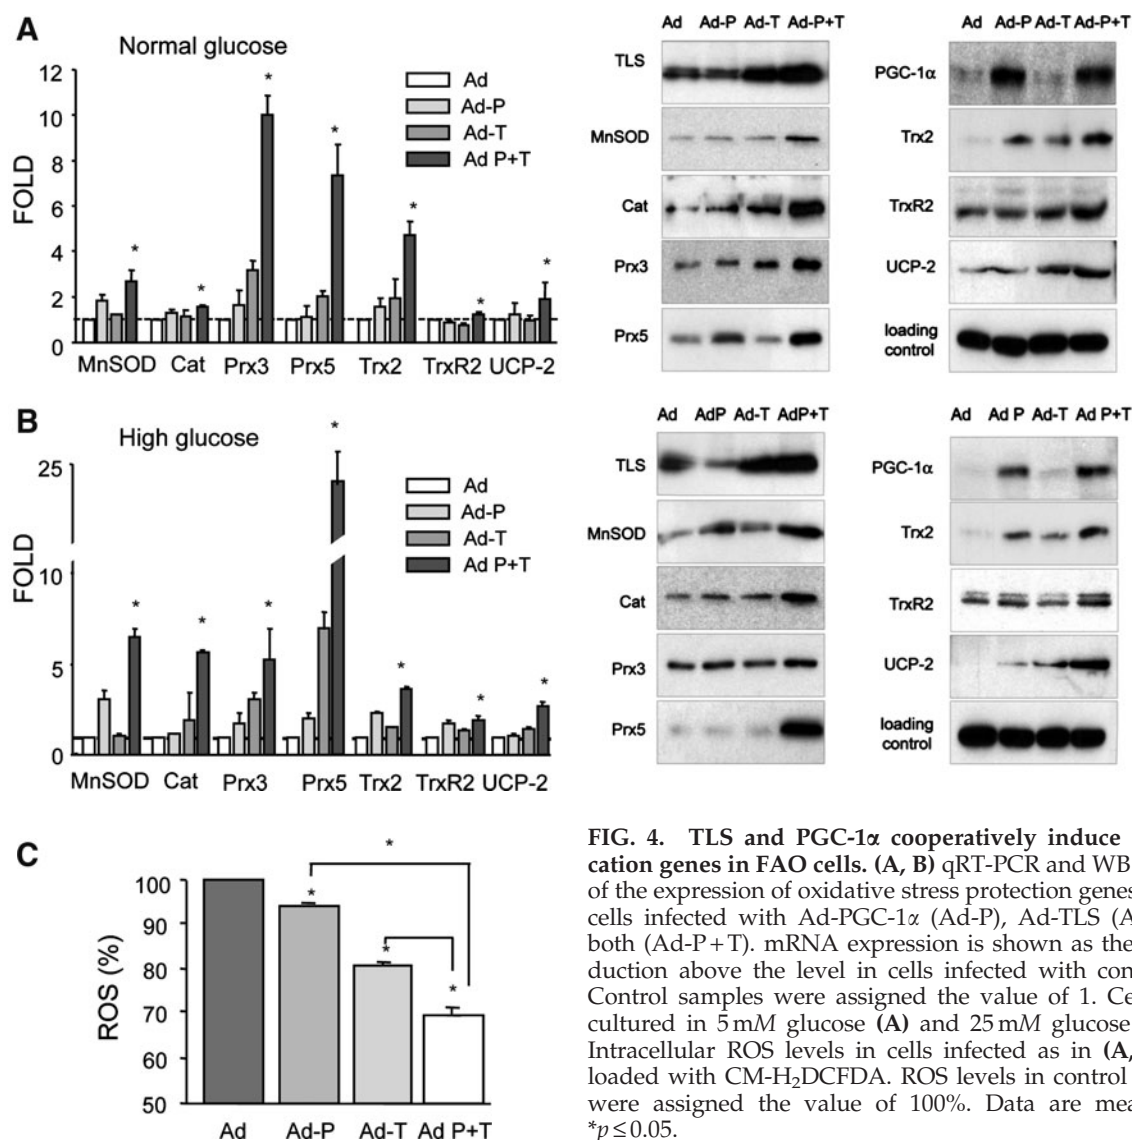 A
Normal glucose
FOLD
12
10
8
6
4
2
0
Ad
Ad-P
Ad-T
Ad P+T
*
*
*
*
*
*
*
MnSOD Cat Prx3 Prx5 Trx2 TrxR2 UCP-2
Ad Ad-P Ad-T Ad-P+T
TLS
MnSOD
Cat
Prx3
Prx5
Ad Ad-P Ad-T Ad-P+T
PGC-1α
Trx2
TrxR2
UCP-2
loading
control
B
High glucose
FOLD
25
10
5
0
Ad
Ad-P
Ad-T
Ad P+T
*
*
*
*
*
*
*
MnSOD Cat Prx3 Prx5 Trx2 TrxR2 UCP-2
Ad AdP Ad-T AdP+T
TLS
MnSOD
Cat
Prx3
Prx5
Ad Ad P Ad-T Ad P+T
PGC-1α
Trx2
TrxR2
UCP-2
loading
control
C
ROS (%)
100
90
80
70
60
50
*
*
*
*
Ad Ad-P Ad-T Ad P+T
FIG. 4. TLS and PGC-1α cooperatively induce
cation genes in FAO cells. (A, B) qRT-PCR and WB
of the expression of oxidative stress protection genes
cells infected with Ad-PGC-1α (Ad-P), Ad-TLS (A
both (Ad-P+T). mRNA expression is shown as the
duction above the level in cells infected with con
Control samples were assigned the value of 1. Ce
cultured in 5 mM glucose (A) and 25 mM glucose
Intracellular ROS levels in cells infected as in (A,
loaded with CM-H₂DCFDA. ROS levels in control
were assigned the value of 100%. Data are mea
*p ≤ 0.05.